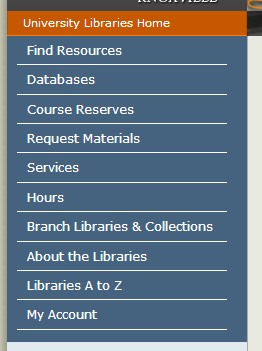 KNOXVILLE
University Libraries Home
Find Resources
Databases
Course Reserves
Request Materials
Services
Hours
Branch Libraries & Collections
About the Libraries
Libraries A to Z
My Account